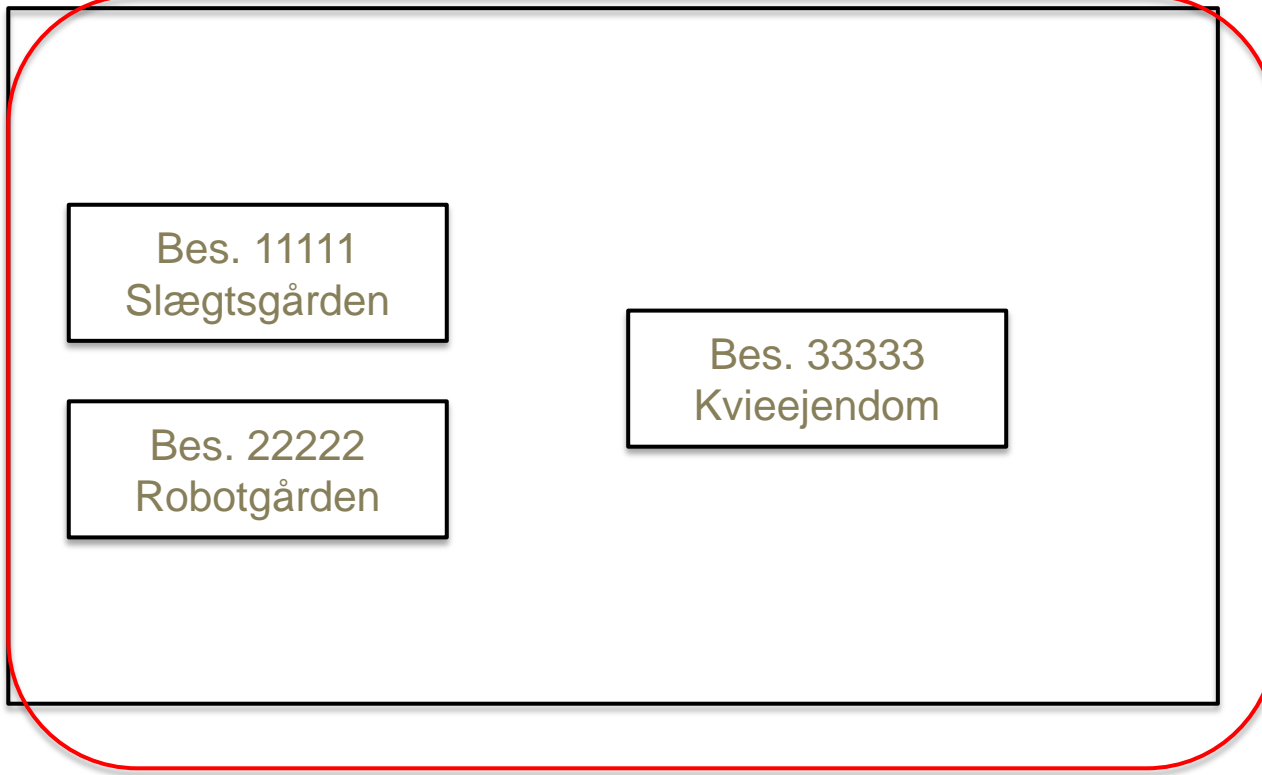 Bes. 11111
Slægtsgården
Bes. 22222
Robotgården
Bes. 33333
Kvieejendom